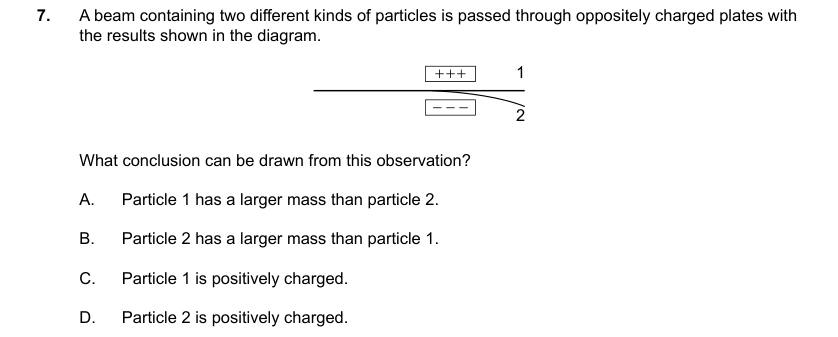 7. A beam containing two different kinds of particles is passed through oppositely charged plates with
the results shown in the diagram.
+++ 1
− − − 2
What conclusion can be drawn from this observation?
A. Particle 1 has a larger mass than particle 2.
B. Particle 2 has a larger mass than particle 1.
C. Particle 1 is positively charged.
D. Particle 2 is positively charged.